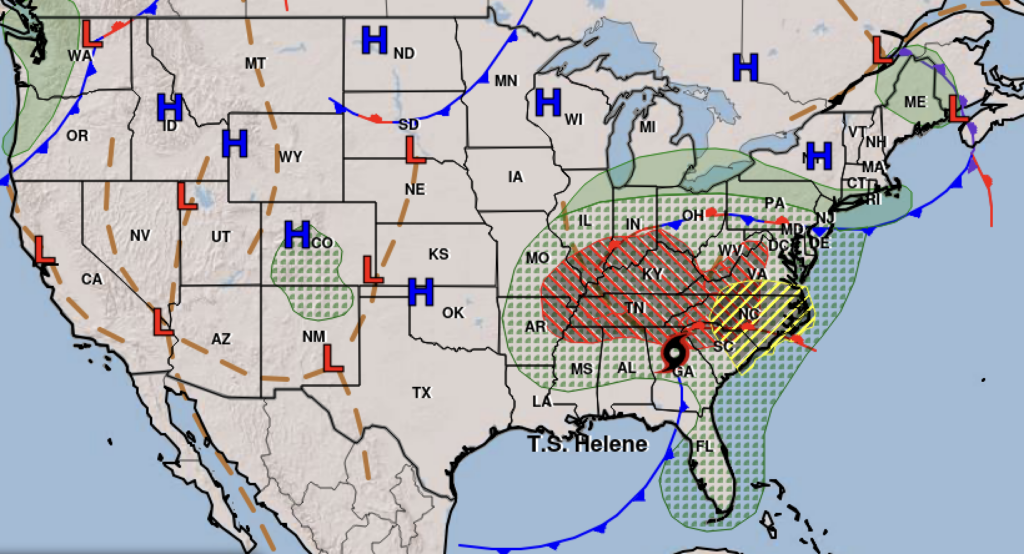 WA
L
MT
H
ND
MN
H
L
ME
L
OR
H
ID
H
WY
SD
L
NE
H
WI
MI
IA
H
VT
NH
MA
CT
RI
L
NV
UT
H
CO
KS
MO
IL
IN
OH
PA
NJ
MD
DE
DC
WV
VA
L
CA
L
H
OK
KY
TN
NC
SC
L
AZ
NM
L
AR
TX
LA
MS
AL
GA
T.S. Helene
FL